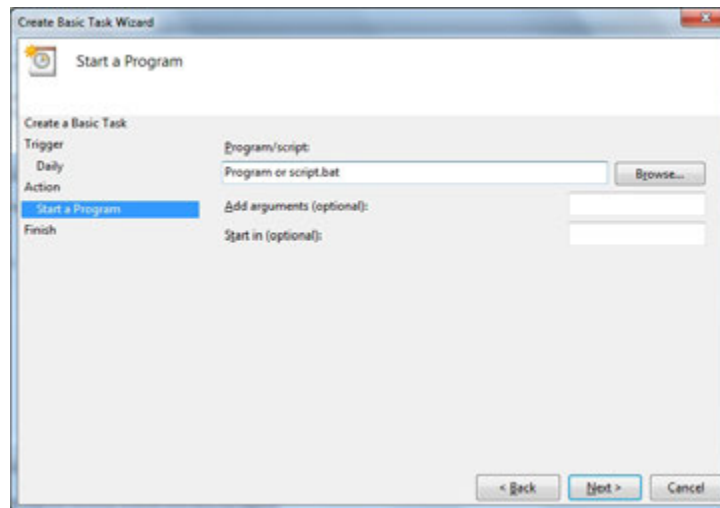 Create Basic Task Wizard
Start a Program
Create a Basic Task
Trigger
Daily
Action
Start a Program
Finish
Program/script:
Program or script.bat
Browse...
Add arguments (optional):
Start in (optional):
< Back
Next >
Cancel